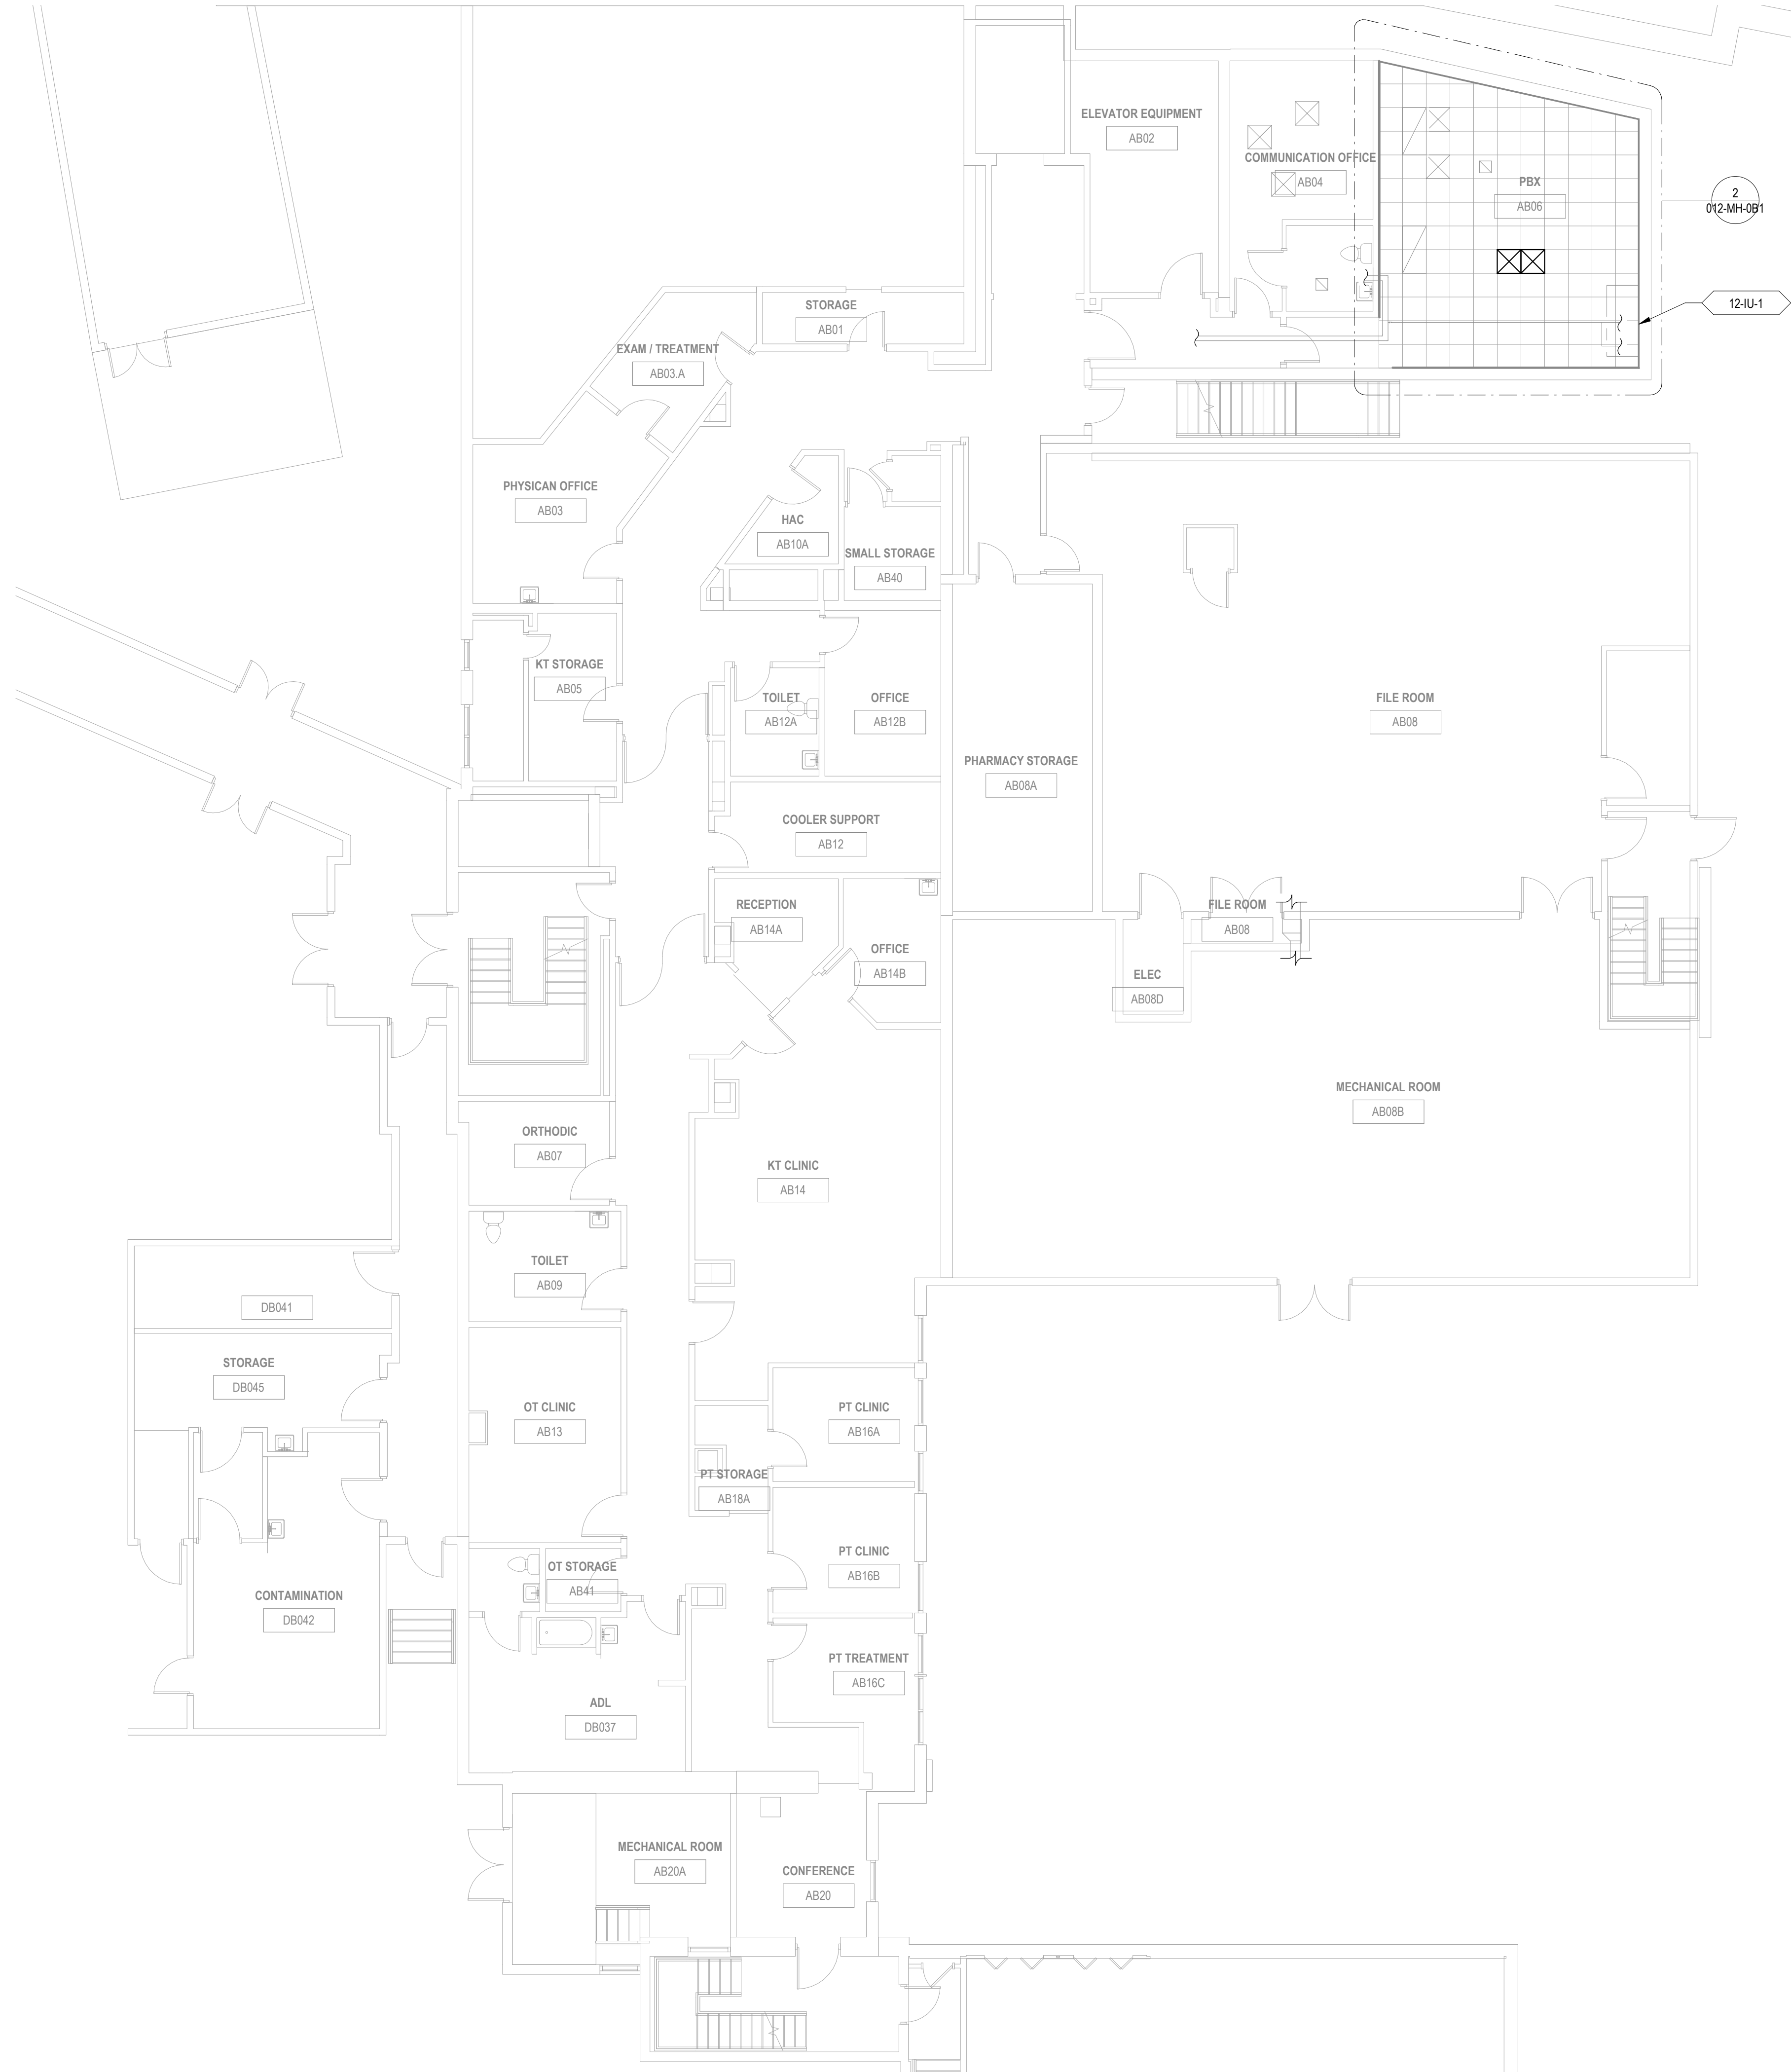 ELEVATOR EQUIPMENT
AB02
COMMUNICATION OFFICE
AB04
PBX
AB06
2
012-MH-0B1
12-IU-1
STORAGE
AB01
EXAM / TREATMENT
AB03.A
PHYSICAN OFFICE
AB03
HAC
AB10A
SMALL STORAGE
AB40
KT STORAGE
AB05
TOILET
AB12A
OFFICE
AB12B
FILE ROOM
AB08
PHARMACY STORAGE
AB08A
COOLER SUPPORT
AB12
RECEPTION
AB14A
FILE ROOM
AB08
OFFICE
AB14B
ELEC
AB08D
MECHANICAL ROOM
AB08B
ORTHODIC
AB07
KT CLINIC
AB14
TOILET
AB09
DB041
STORAGE
DB045
OT CLINIC
AB13
PT CLINIC
AB16A
PT STORAGE
AB18A
PT CLINIC
AB16B
OT STORAGE
AB41
CONTAMINATION
DB042
PT TREATMENT
AB16C
ADL
DB037
MECHANICAL ROOM
AB20A
CONFERENCE
AB20